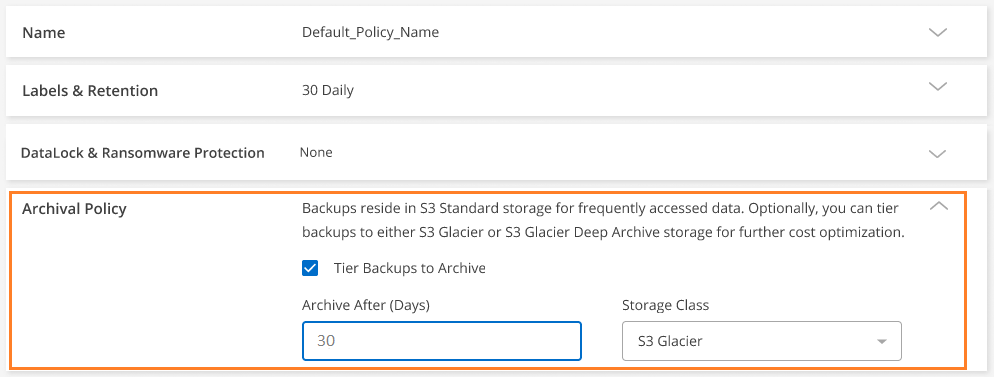 Name
Default_Policy_Name
Labels & Retention
30 Daily
DataLock & Ransomware Protection
None
Archival Policy
Backups reside in S3 Standard storage for frequently accessed data. Optionally, you can tier
backups to either S3 Glacier or S3 Glacier Deep Archive storage for further cost optimization.
Tier Backups to Archive
Archive After (Days)
Storage Class
30
S3 Glacier